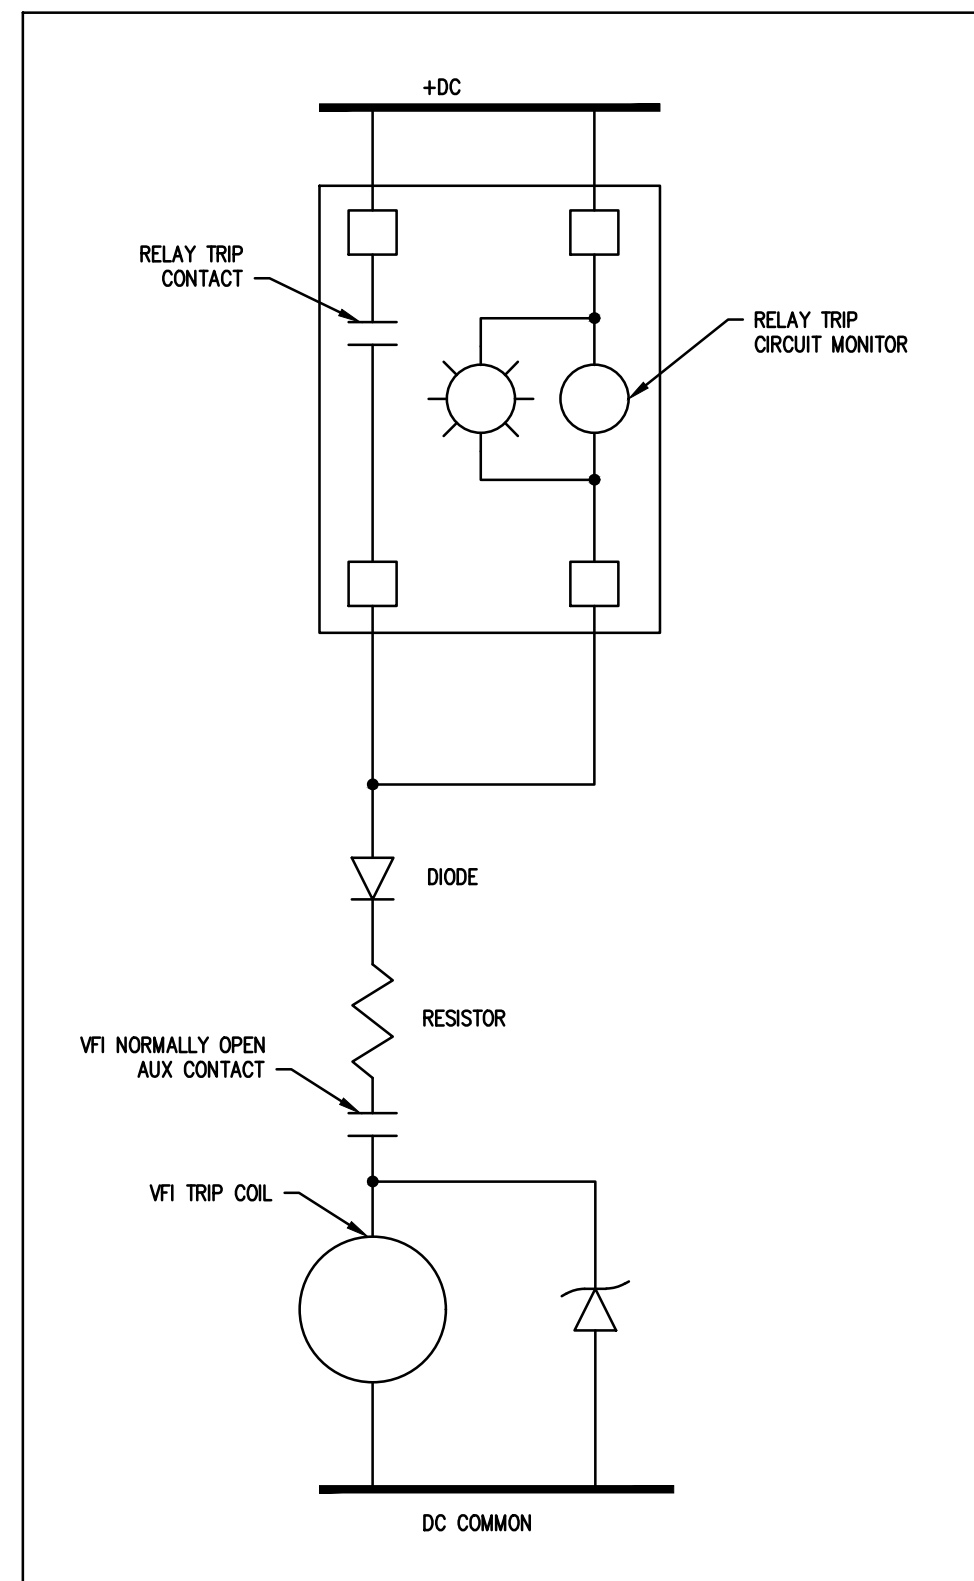 +DC
RELAY TRIP
CONTACT
RELAY TRIP
CIRCUIT MONITOR
DIODE
RESISTOR
VFI NORMALLY OPEN
AUX CONTACT
VFI TRIP COIL
DC COMMON